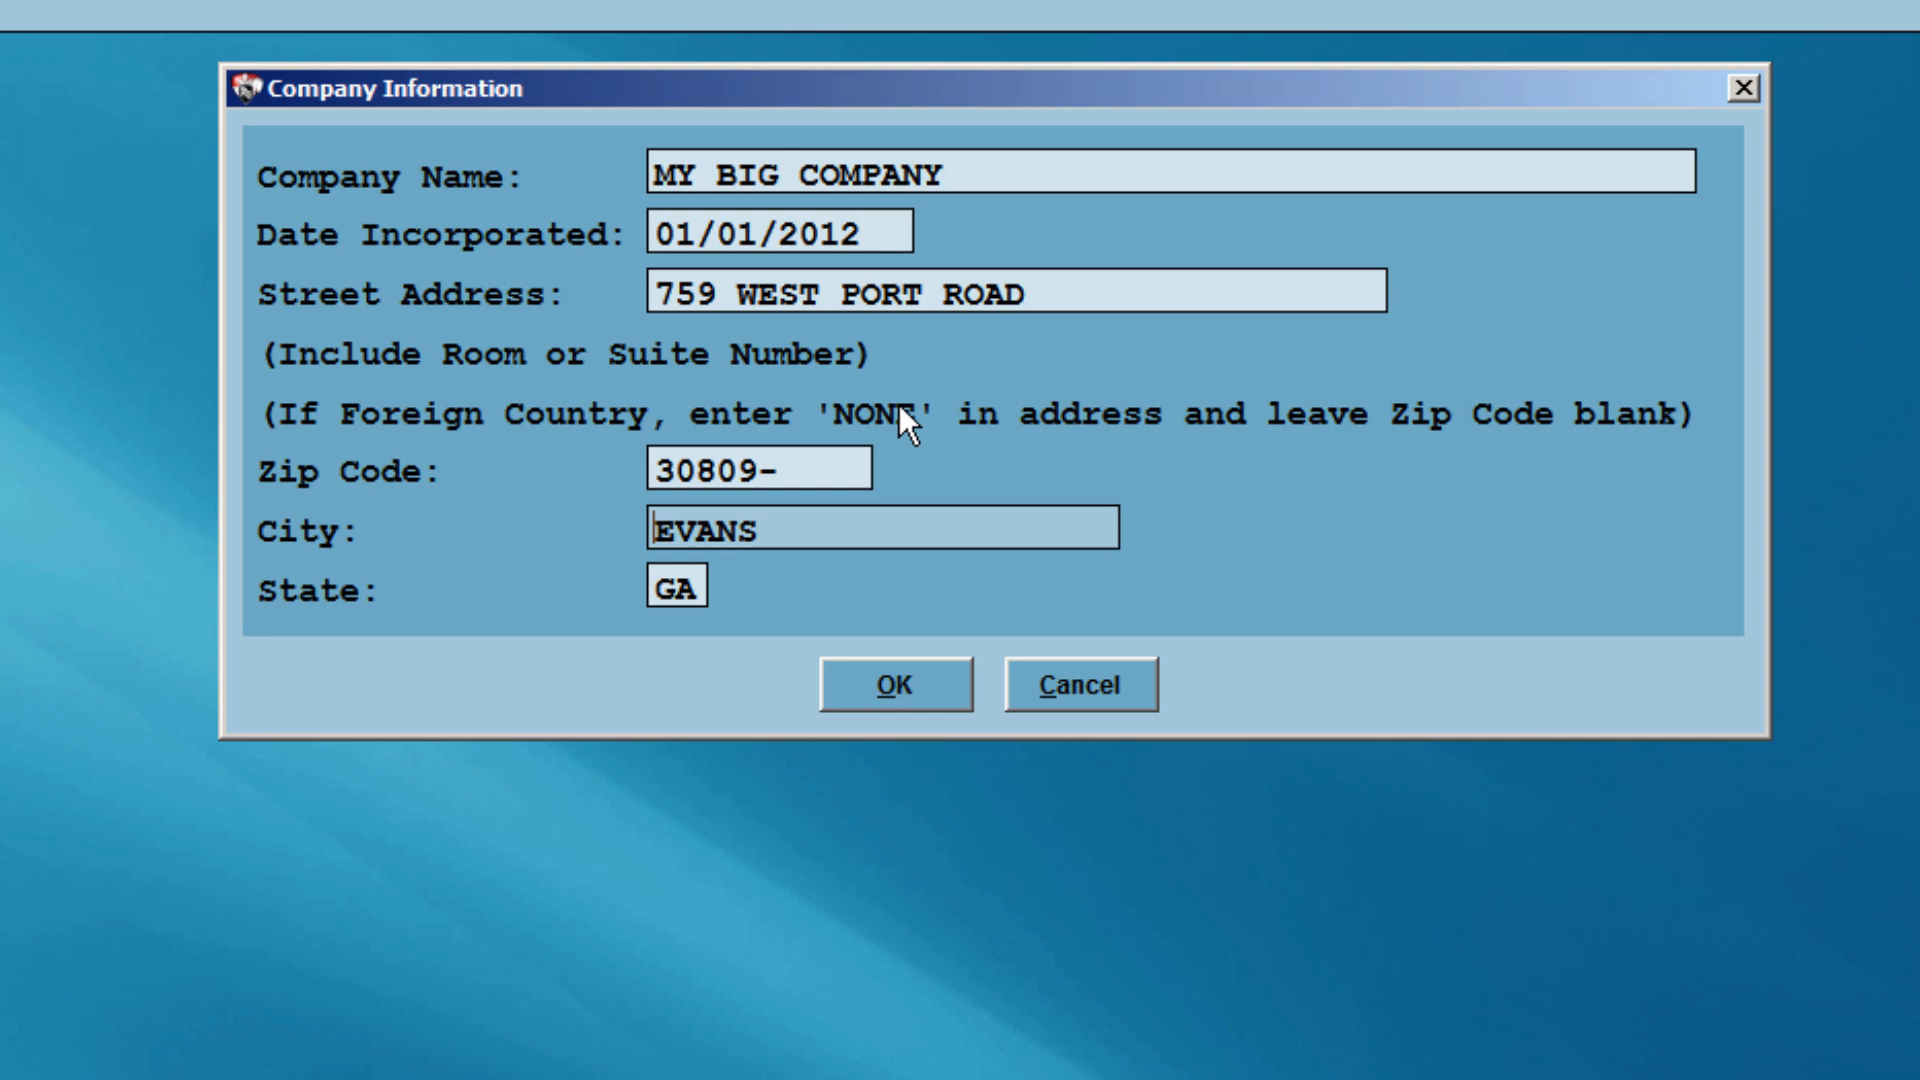 Company Information
Company Name: MY BIG COMPANY
Date Incorporated: 01/01/2012
Street Address: 759 WEST PORT ROAD
(Include Room or Suite Number)
(If Foreign Country, enter 'NONE' in address and leave Zip Code blank)
Zip Code: 30809-
City: EVANS
State: GA
OK Cancel